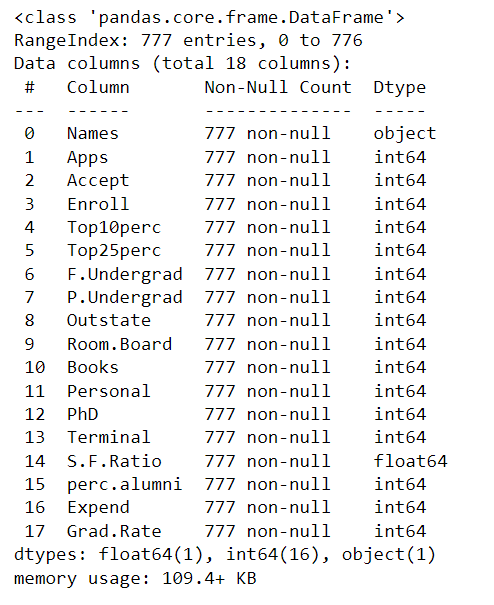 <class 'pandas.core.frame.DataFrame'>
RangeIndex: 777 entries, 0 to 776
Data columns (total 18 columns):
 #   Column       Non-Null Count  Dtype
---  ------       --------------  -----
 0   Names        777 non-null    object
 1   Apps         777 non-null    int64
 2   Accept       777 non-null    int64
 3   Enroll       777 non-null    int64
 4   Top10perc    777 non-null    int64
 5   Top25perc    777 non-null    int64
 6   F.Undergrad  777 non-null    int64
 7   P.Undergrad  777 non-null    int64
 8   Outstate     777 non-null    int64
 9   Room.Board   777 non-null    int64
 10  Books        777 non-null    int64
 11  Personal     777 non-null    int64
 12  PhD          777 non-null    int64
 13  Terminal     777 non-null    int64
 14  S.F.Ratio    777 non-null    float64
 15  perc.alumni  777 non-null    int64
 16  Expend       777 non-null    int64
 17  Grad.Rate    777 non-null    int64
dtypes: float64(1), int64(16), object(1)
memory usage: 109.4+ KB